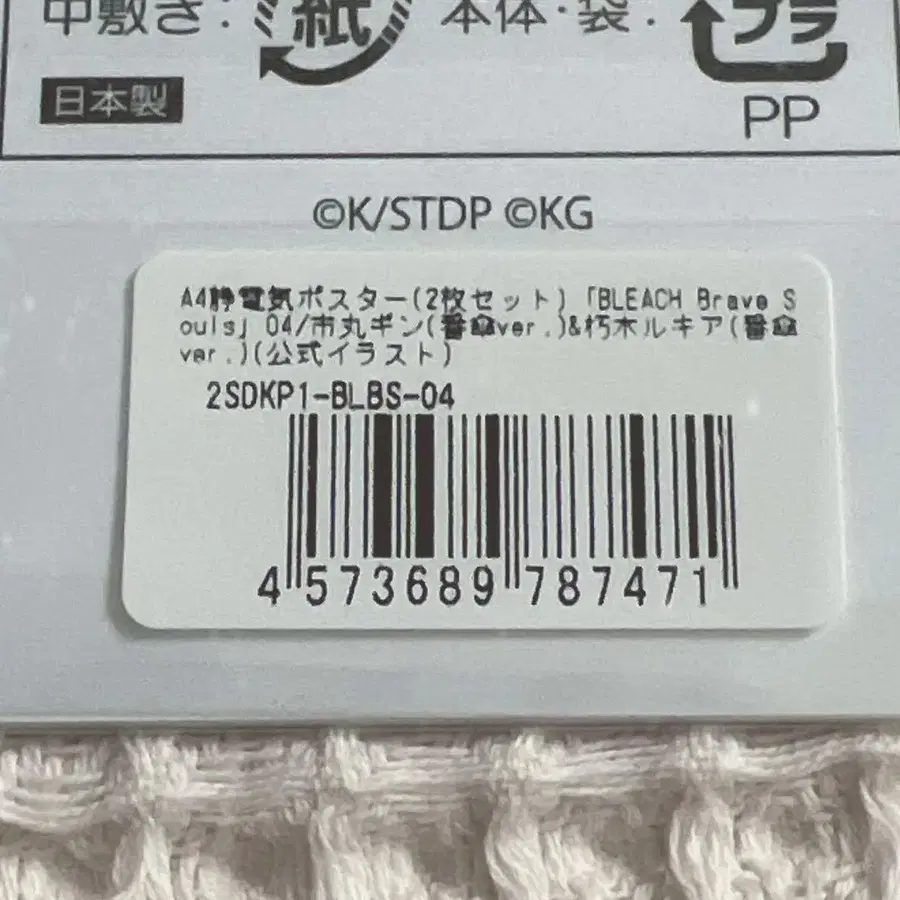 中敷き: 紙 本体・袋: プラ
日本製 PP
©K/STDP ©KG
A4静電気ポスター(2枚セット)「BLEACH Brave S
ouls」04/市丸ギン(番傘ver.)&朽木ルキア(番傘
ver.)(公式イラスト)
2SDKP1-BLBS-04
4573689787471